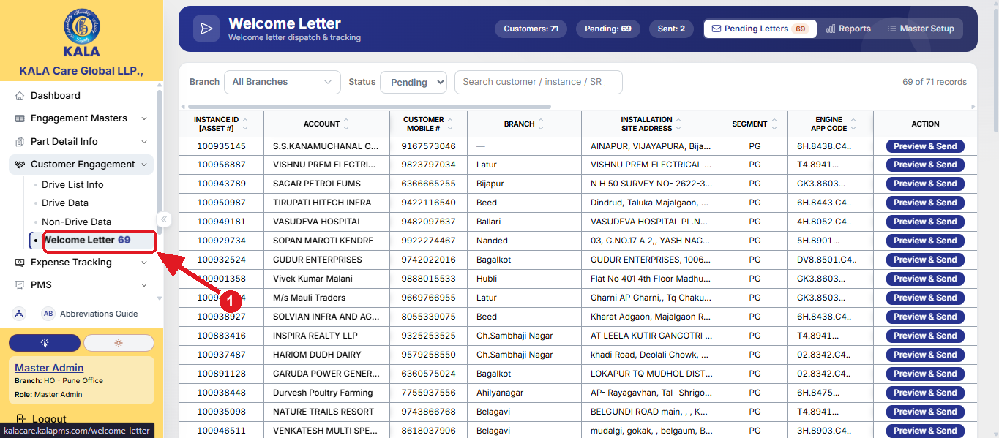 KALA
KALA Care Global LLP.,
Dashboard
Engagement Masters
Part Detail Info
Customer Engagement
Drive List Info
Drive Data
Non-Drive Data
Welcome Letter 69
Expense Tracking
PMS
AB Abbreviations Guide
Master Admin
Branch: HO - Pune Office
Role: Master Admin
Logout
kalacare.kalapms.com/welcome-letter
1
Welcome Letter
Welcome letter dispatch & tracking
Customers: 71 Pending: 69 Sent: 2 Pending Letters 69 Reports Master Setup
Branch All Branches Status Pending Search customer / instance / SR , 69 of 71 records
INSTANCE ID [ASSET #] ACCOUNT CUSTOMER MOBILE # BRANCH INSTALLATION SITE ADDRESS SEGMENT ENGINE APP CODE ACTION
100935145 S.S.KANAMUCHANAL C... 9167573046 — AINAPUR, VIJAYAPURA, Bija... PG 6H.8438.C4.. Preview & Send
100956887 VISHNU PREM ELECTRI... 9823797034 Latur VISHNU PREM ELECTRICAL ... PG T4.8941... Preview & Send
100943789 SAGAR PETROLEUMS 6366665255 Bijapur N H 50 SURVEY NO- 2622-3... PG GK3.8603... Preview & Send
100950987 TIRUPATI HITECH INFRA 9422116540 Beed Dindrud, Taluka Majalgaon, ... PG 6H.8443.C4.. Preview & Send
100949181 VASUDEVA HOSPITAL 9482097637 Ballari VASUDEVA HOSPITAL PL.N... PG 4H.8052.C4.. Preview & Send
100929734 SOPAN MAROTI KENDRE 9922274467 Nanded 03, G.NO.17 A 2,, YASH NAG... PG 5H.8901... Preview & Send
100932524 GUDUR ENTERPRISES 9742022016 Bagalkot GUDUR ENTERPRISES, 1006... PG DV8.8501.C4.. Preview & Send
100901358 Vivek Kumar Malani 9888015533 Hubli Flat No 401 4th Floor Madhu... PG GK3.8603... Preview & Send
M/s Mauli Traders 9669766955 Latur Gharni AP Gharni,, Tq Chaku... PG GK3.8503... Preview & Send
100938927 SOLVIAN INFRA AND AG... 8055339075 Beed Kharat Adgaon, Majalgaon R... PG 6H.8438.C4.. Preview & Send
100883416 INSPIRA REALTY LLP 9325253525 Ch.Sambhaji Nagar AT LEELA KUTIR GANGOTRI ... PG T4.8941... Preview & Send
100937487 HARIOM DUDH DAIRY 9579258550 Ch.Sambhaji Nagar khadi Road, Deolali Chowk, ... PG 02.8342.C4.. Preview & Send
100891128 GARUDA POWER GENER... 6360575024 Bagalkot LOKAPUR TQ MUDHOL DIST... PG 02.8342.C4.. Preview & Send
100938448 Durvesh Poultry Farming 7755937556 Ahilyanagar AP- Rayagavhan, Tal- Shrigo... PG 6H.8475... Preview & Send
100935098 NATURE TRAILS RESORT 9743866768 Belagavi BELGUNDI ROAD main, , , K... PG T4.8941... Preview & Send
100946511 VENKATESH MULTI SPE... 8618037906 Belagavi mudalgi, gokak, , belgaum, B... PG 3H.8903.C4.. Preview & Send